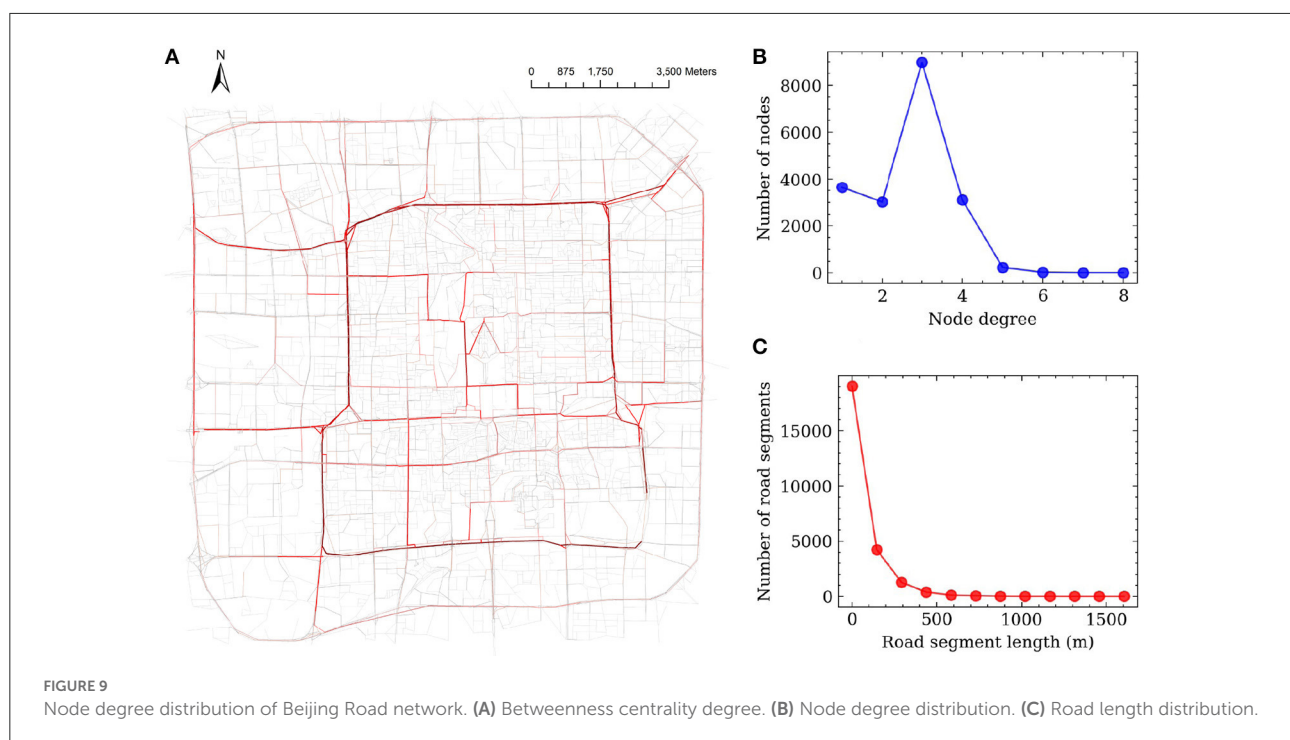 A
N
0 875 1,750 3,500 Meters
B
8000
6000
4000
2000
0
Number of nodes
2 4 6 8
Node degree
C
15000
10000
5000
0
Number of road segments
0 500 1000 1500
Road segment length (m)
FIGURE 9
Node degree distribution of Beijing Road network. (A) Betweenness centrality degree. (B) Node degree distribution. (C) Road length distribution.